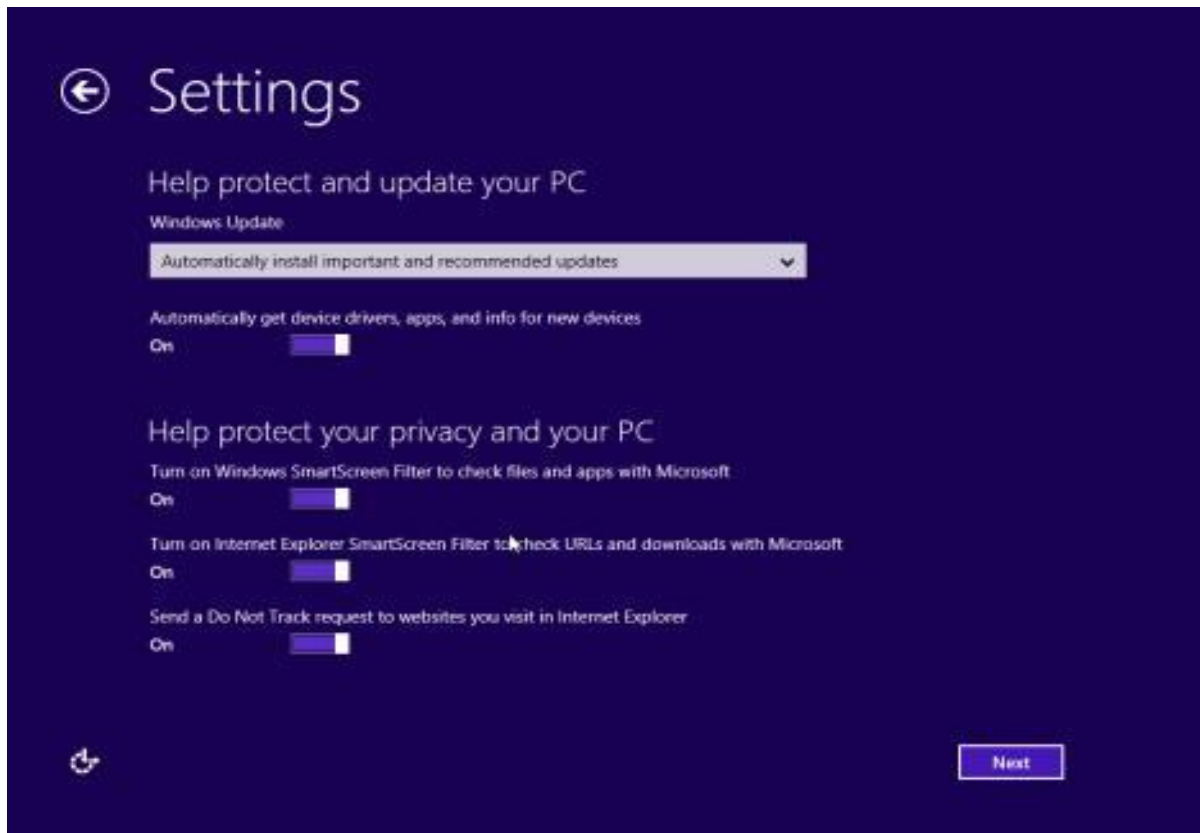 Settings
Help protect and update your PC
Windows Update
Automatically install important and recommended updates
Automatically get device drivers, apps, and info for new devices
On
Help protect your privacy and your PC
Turn on Windows SmartScreen Filter to check files and apps with Microsoft
On
Turn on Internet Explorer SmartScreen Filter to check URLs and downloads with Microsoft
On
Send a Do Not Track request to websites you visit in Internet Explorer
On
Next